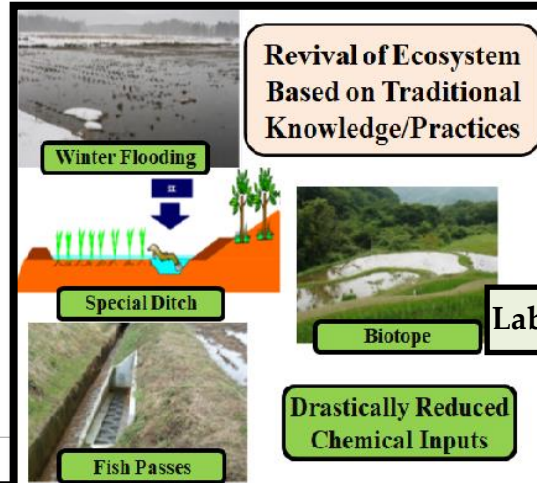 Revival of Ecosystem
Based on Traditional
Knowledge/Practices
Winter Flooding
Special Ditch
Biotope
Lab
Fish Passes
Drastically Reduced
Chemical Inputs